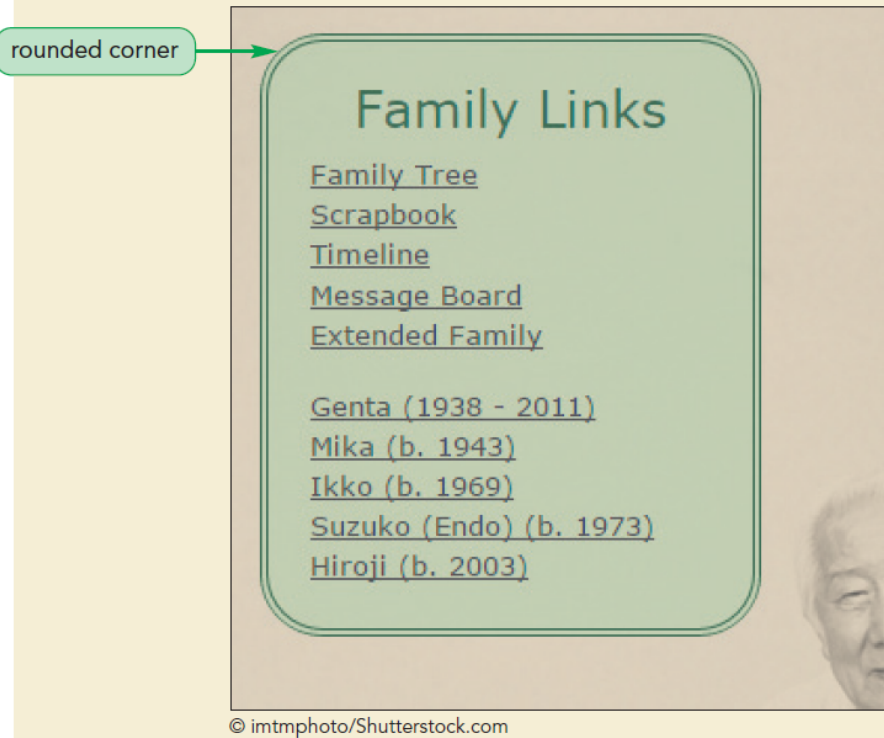 rounded corner
Family Links
Family Tree
Scrapbook
Timeline
Message Board
Extended Family
Genta (1938 - 2011)
Mika (b. 1943)
Ikko (b. 1969)
Suzuko (Endo) (b. 1973)
Hiroji (b. 2003)
© imtmphoto/Shutterstock.com